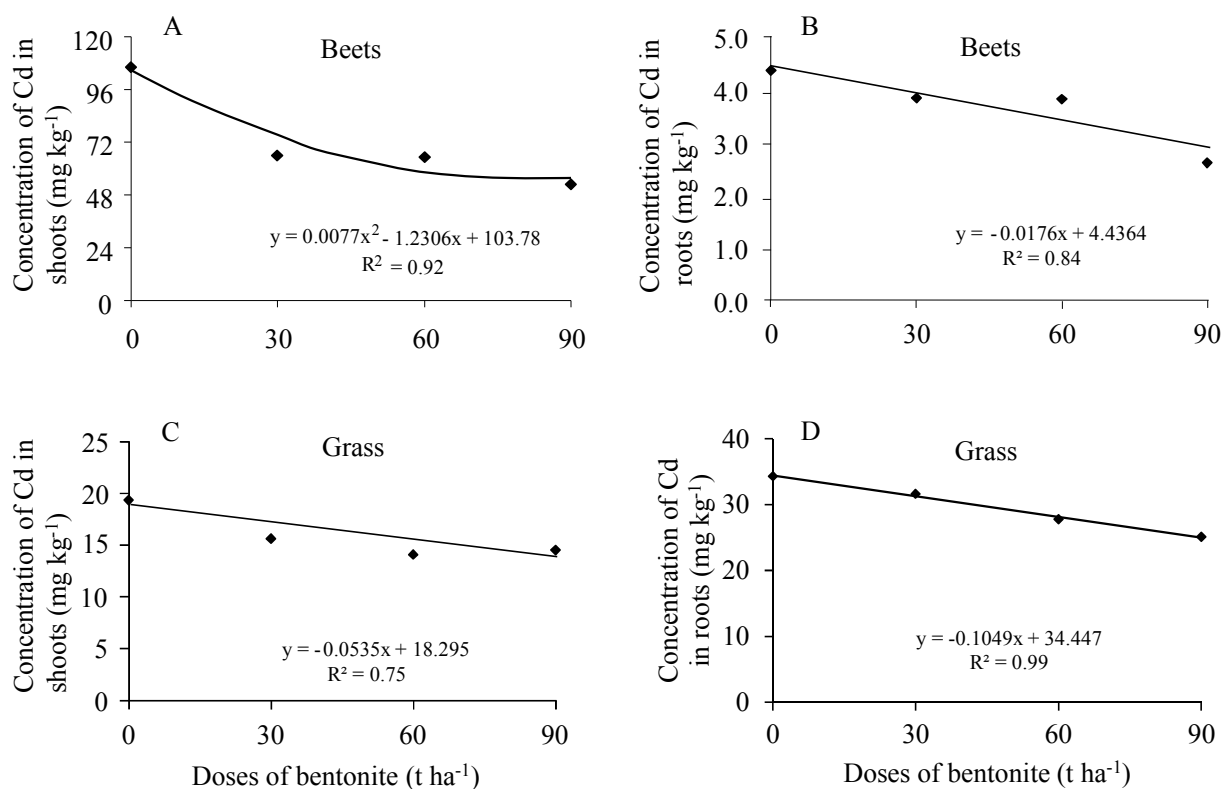 A
Beets
Concentration of Cd in
shoots (mg kg-1)
120
96
72
48
24
0
y = 0.0077x2 - 1.2306x + 103.78
R2 = 0.92
0 30 60 90
B
Beets
Concentration of Cd in
roots (mg kg-1)
5.0
4.0
3.0
2.0
1.0
0.0
y = -0.0176x + 4.4364
R² = 0.84
0 30 60 90
C
Grass
Concentration of Cd in
shoots (mg kg-1)
25
20
15
10
5
0
y = -0.0535x + 18.295
R² = 0.75
0 30 60 90
Doses of bentonite (t ha-1)
D
Grass
Concentration of Cd
in roots (mg kg-1)
40
30
20
10
0
y = -0.1049x + 34.447
R² = 0.99
0 30 60 90
Doses of bentonite (t ha-1)